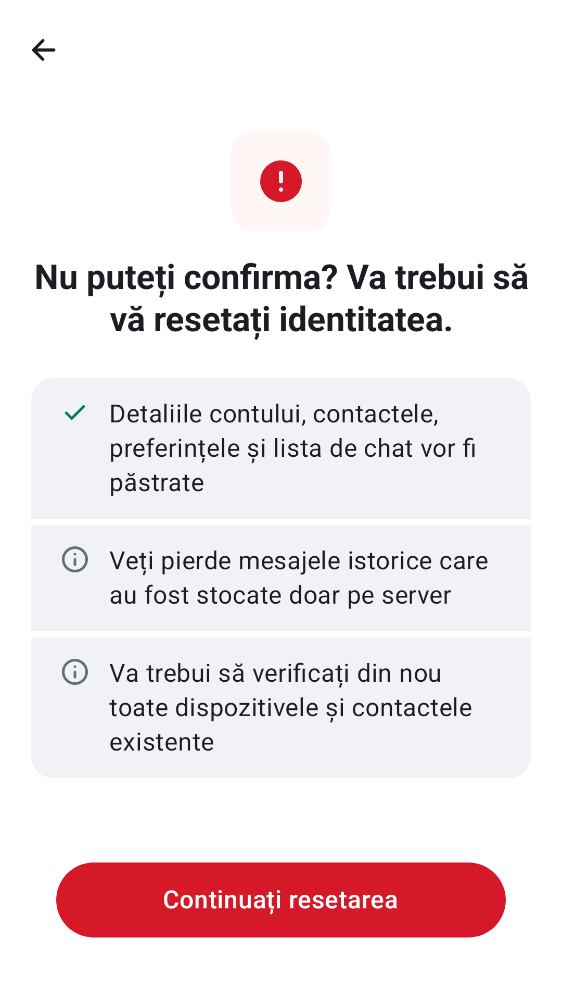 Nu puteți confirma? Va trebui să
vă resetați identitatea.
Detaliile contului, contactele,
preferințele și lista de chat vor fi
păstrate
Veți pierde mesajele istorice care
au fost stocate doar pe server
Va trebui să verificați din nou
toate dispozitivele și contactele
existente
Continuați resetarea